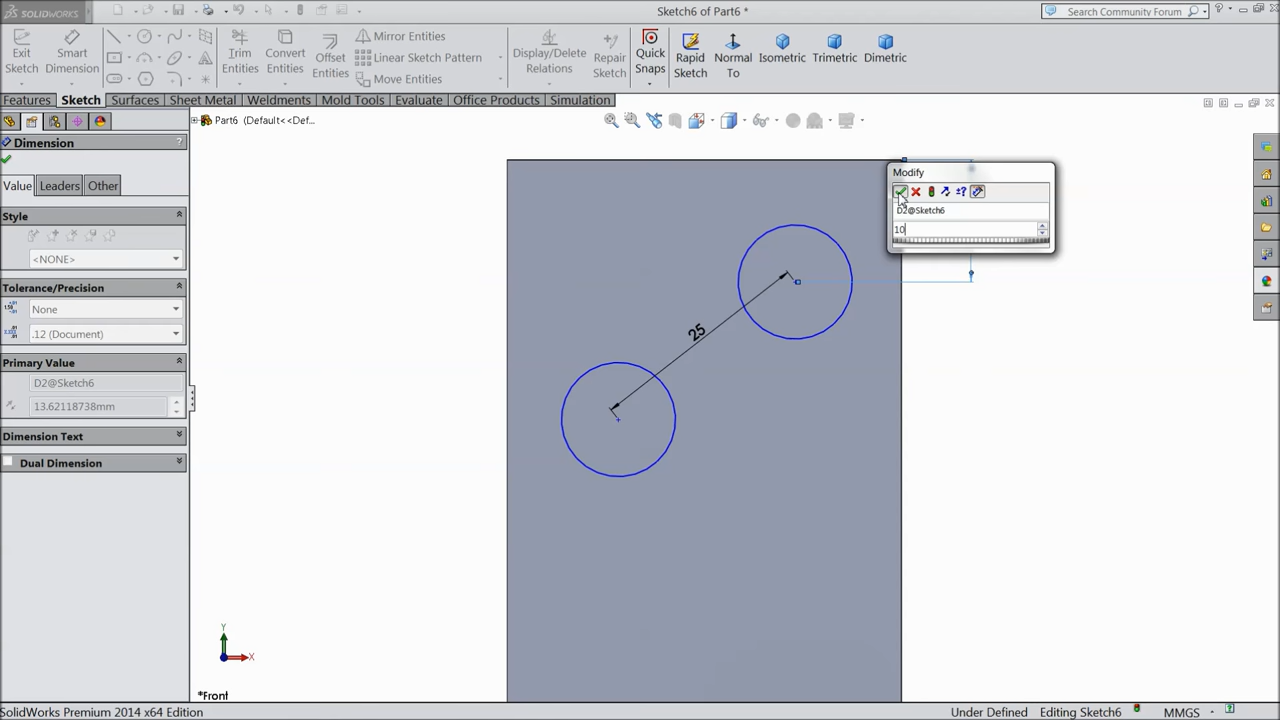 SOLIDWORKS
Sketch6 of Part6 *
Search Community Forum
Exit Sketch
Smart Dimension
Trim Entities
Convert Entities
Offset Entities
Mirror Entities
Linear Sketch Pattern
Move Entities
Display/Delete Relations
Repair Sketch
Quick Snaps
Rapid Sketch
Normal To
Isometric
Trimetric
Dimetric
Features
Sketch
Surfaces
Sheet Metal
Weldments
Mold Tools
Evaluate
Office Products
Simulation
Part6 (Default<<Def...
Dimension
?
Value
Leaders
Other
Style
<NONE>
Tolerance/Precision
None
.12 (Document)
Primary Value
D2@Sketch6
13.62118738mm
Dimension Text
Dual Dimension
Modify
±?
D2@Sketch6
10
25
Y
X
*Front
SolidWorks Premium 2014 x64 Edition
Under Defined
Editing Sketch6
MMGS
?